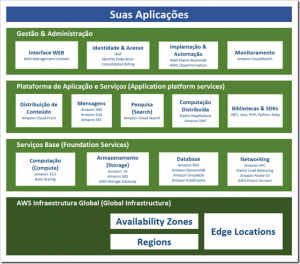 Suas Aplicações
Gestão & Administração
Interface WEB
AWS Management Console
Identidade & Acesso
IAM
Identity Federation
Consolidated Billing
Implantação &
Automação
AWS Elastic Beanstalk
AWS Cloud Formation
Monitoramento
Amazon CloudWatch
Plataforma de Aplicação e Serviços (Application platform services)
Distribuição de
Conteúdo
Amazon Cloud Front
Mensagens
Amazon SNS
Amazon SQS
Amazon SES
Pesquisa
(Search)
Amazon Cloud Search
Computação
Distribuída
Elastic MapReduce
Amazon SWF
Bibliotecas & SDKs
.NET, Java, PHP, Python, Ruby
Serviços Base (Foundation Services)
Computação
(Compute)
Amazon EC2
Auto Scaling
Armazenação
(Storage)
Amazon S3
Amazon EBS
AWS Storage Gateway
Database
Amazon RDS
Amazon DynamoDB
Amazon SimpleDB
Amazon ElastiCache
Networking
Amazon VPC
Elastic Load Balancing
Amazon Route 53
AWS Direct Connect
AWS Infraestrutura Global (Global Infrastructure)
Availability Zones
Regions
Edge Locations